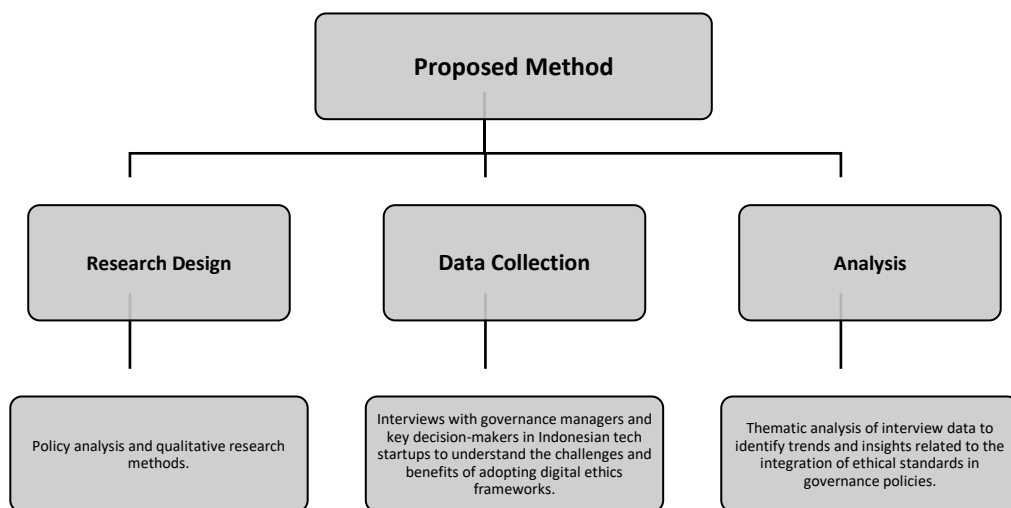 Proposed Method
Research Design
Data Collection
Analysis
Policy analysis and qualitative research
methods.
Interviews with governance managers and
key decision-makers in Indonesian tech
startups to understand the challenges and
benefits of adopting digital ethics
frameworks.
Thematic analysis of interview data to
identify trends and insights related to the
integration of ethical standards in
governance policies.